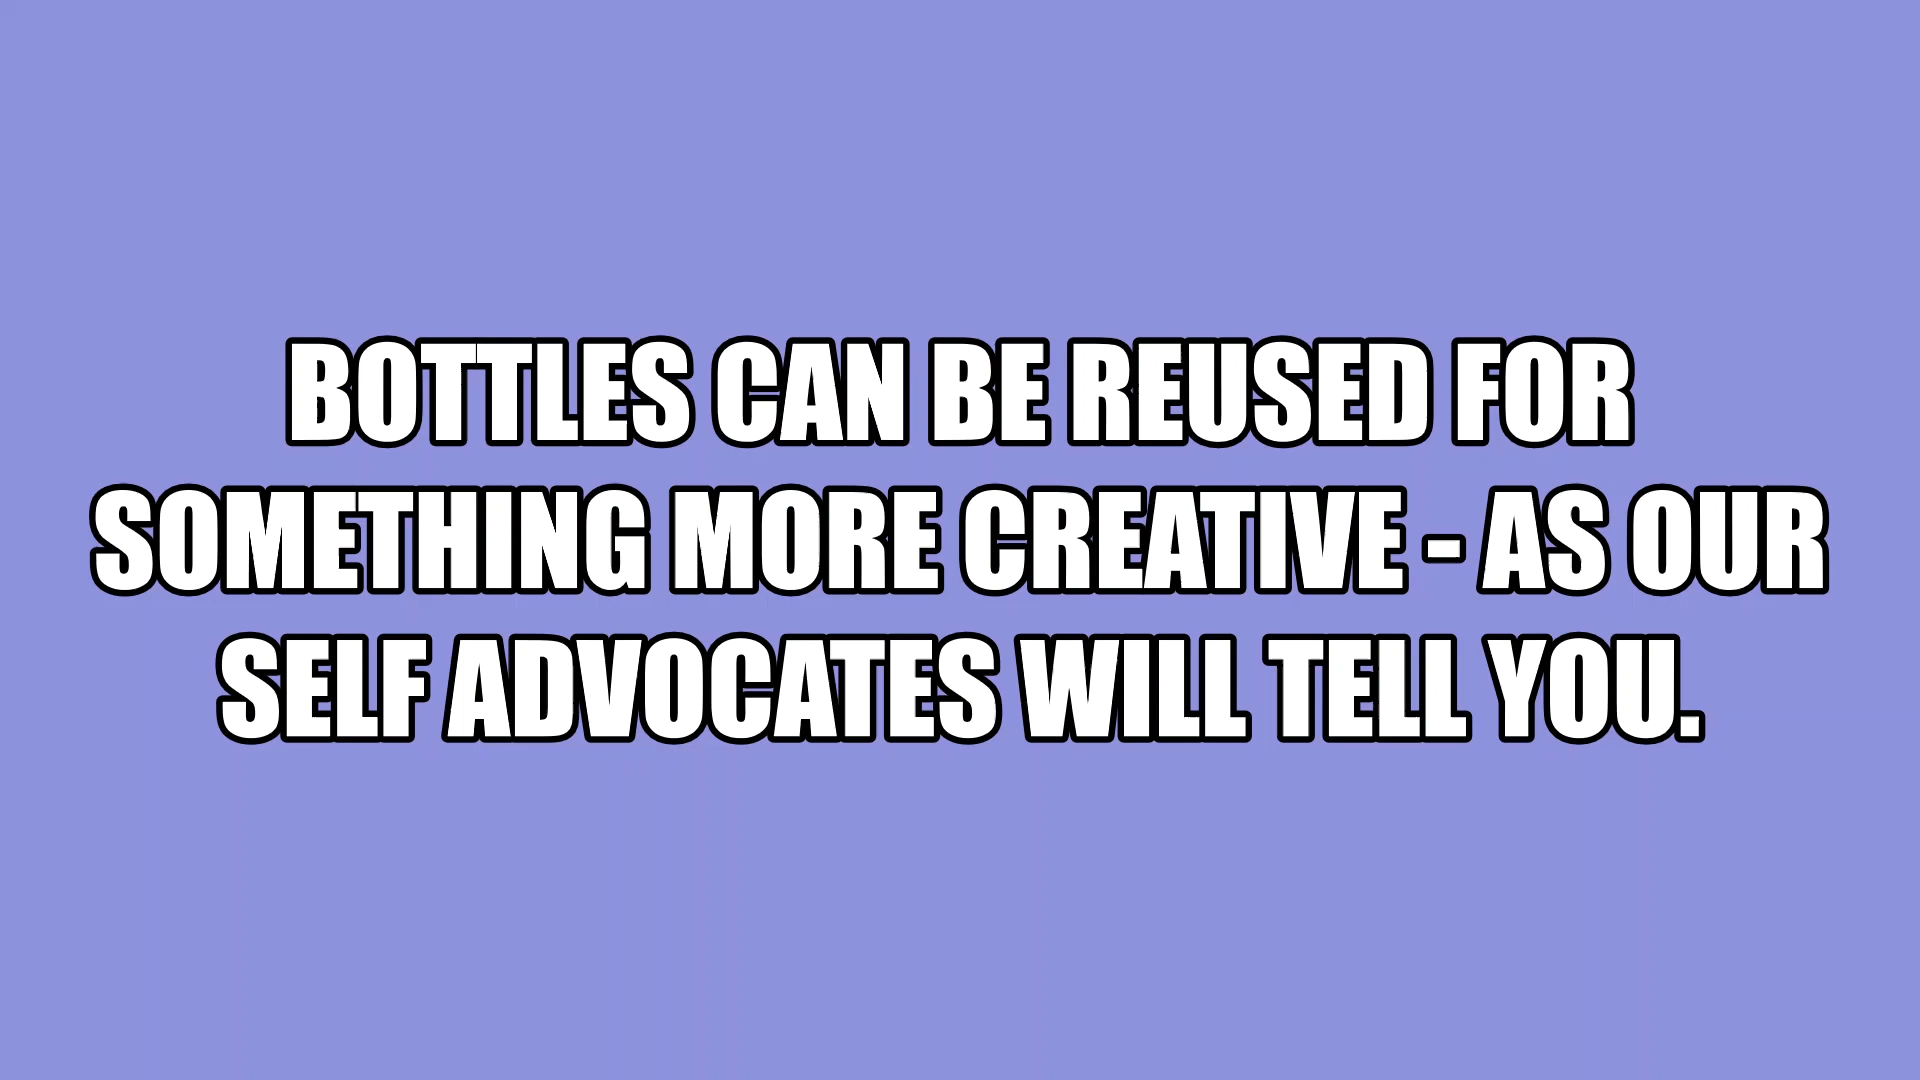 BOTTLES CAN BE REUSED FOR
SOMETHING MORE CREATIVE - AS OUR
SELF ADVOCATES WILL TELL YOU.